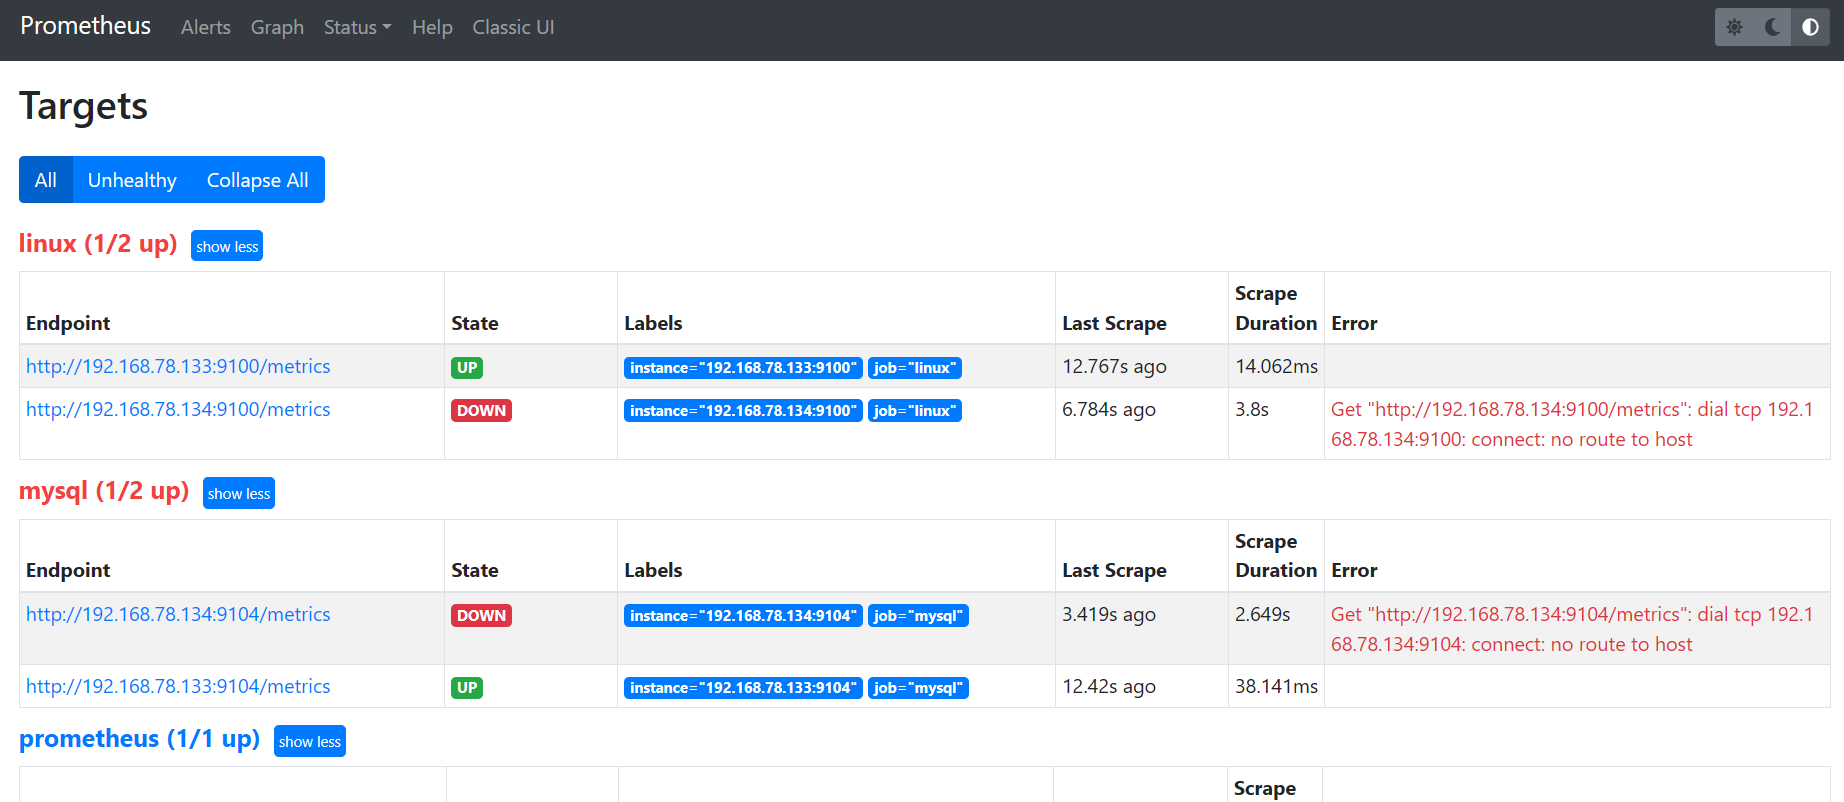 Prometheus Alerts Graph Status Help Classic UI
Targets
All Unhealthy Collapse All
linux (1/2 up) show less
Endpoint State Labels Last Scrape Scrape Duration Error
http://192.168.78.133:9100/metrics UP instance="192.168.78.133:9100" job="linux" 12.767s ago 14.062ms
http://192.168.78.134:9100/metrics DOWN instance="192.168.78.134:9100" job="linux" 6.784s ago 3.8s Get "http://192.168.78.134:9100/metrics": dial tcp 192.1
68.78.134:9100: connect: no route to host
mysql (1/2 up) show less
Endpoint State Labels Last Scrape Scrape Duration Error
http://192.168.78.134:9104/metrics DOWN instance="192.168.78.134:9104" job="mysql" 3.419s ago 2.649s Get "http://192.168.78.134:9104/metrics": dial tcp 192.1
68.78.134:9104: connect: no route to host
http://192.168.78.133:9104/metrics UP instance="192.168.78.133:9104" job="mysql" 12.42s ago 38.141ms
prometheus (1/1 up) show less
Scrape